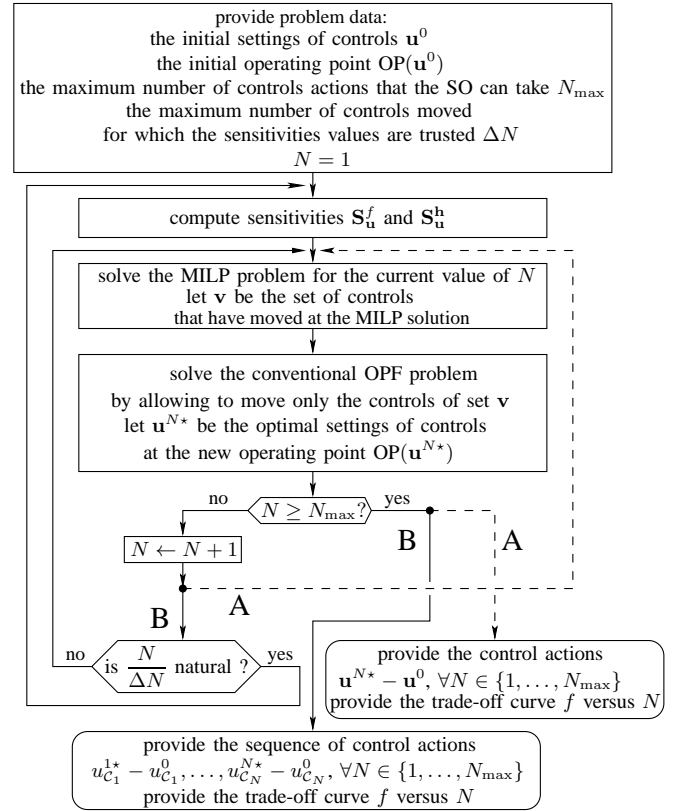 provide problem data:
the initial settings of controls u^0
the initial operating point OP(u^0)
the maximum number of controls actions that the SO can take N_max
the maximum number of controls moved
for which the sensitivities values are trusted ΔN
N = 1
compute sensitivities S_u^f and S_u^h
solve the MILP problem for the current value of N
let v be the set of controls
that have moved at the MILP solution
solve the conventional OPF problem
by allowing to move only the controls of set v
let u^{N⋆} be the optimal settings of controls
at the new operating point OP(u^{N⋆})
no
N ≥ N_max?
yes
B
A
N ← N + 1
B
A
no
is N/ΔN natural ?
yes
provide the control actions
u^{N⋆} − u^0, ∀N ∈ {1, . . . , N_max}
provide the trade-off curve f versus N
provide the sequence of control actions
u_{C_1}^{1⋆} − u_{C_1}^0, . . . , u_{C_N}^{N⋆} − u_{C_N}^0, ∀N ∈ {1, . . . , N_max}
provide the trade-off curve f versus N